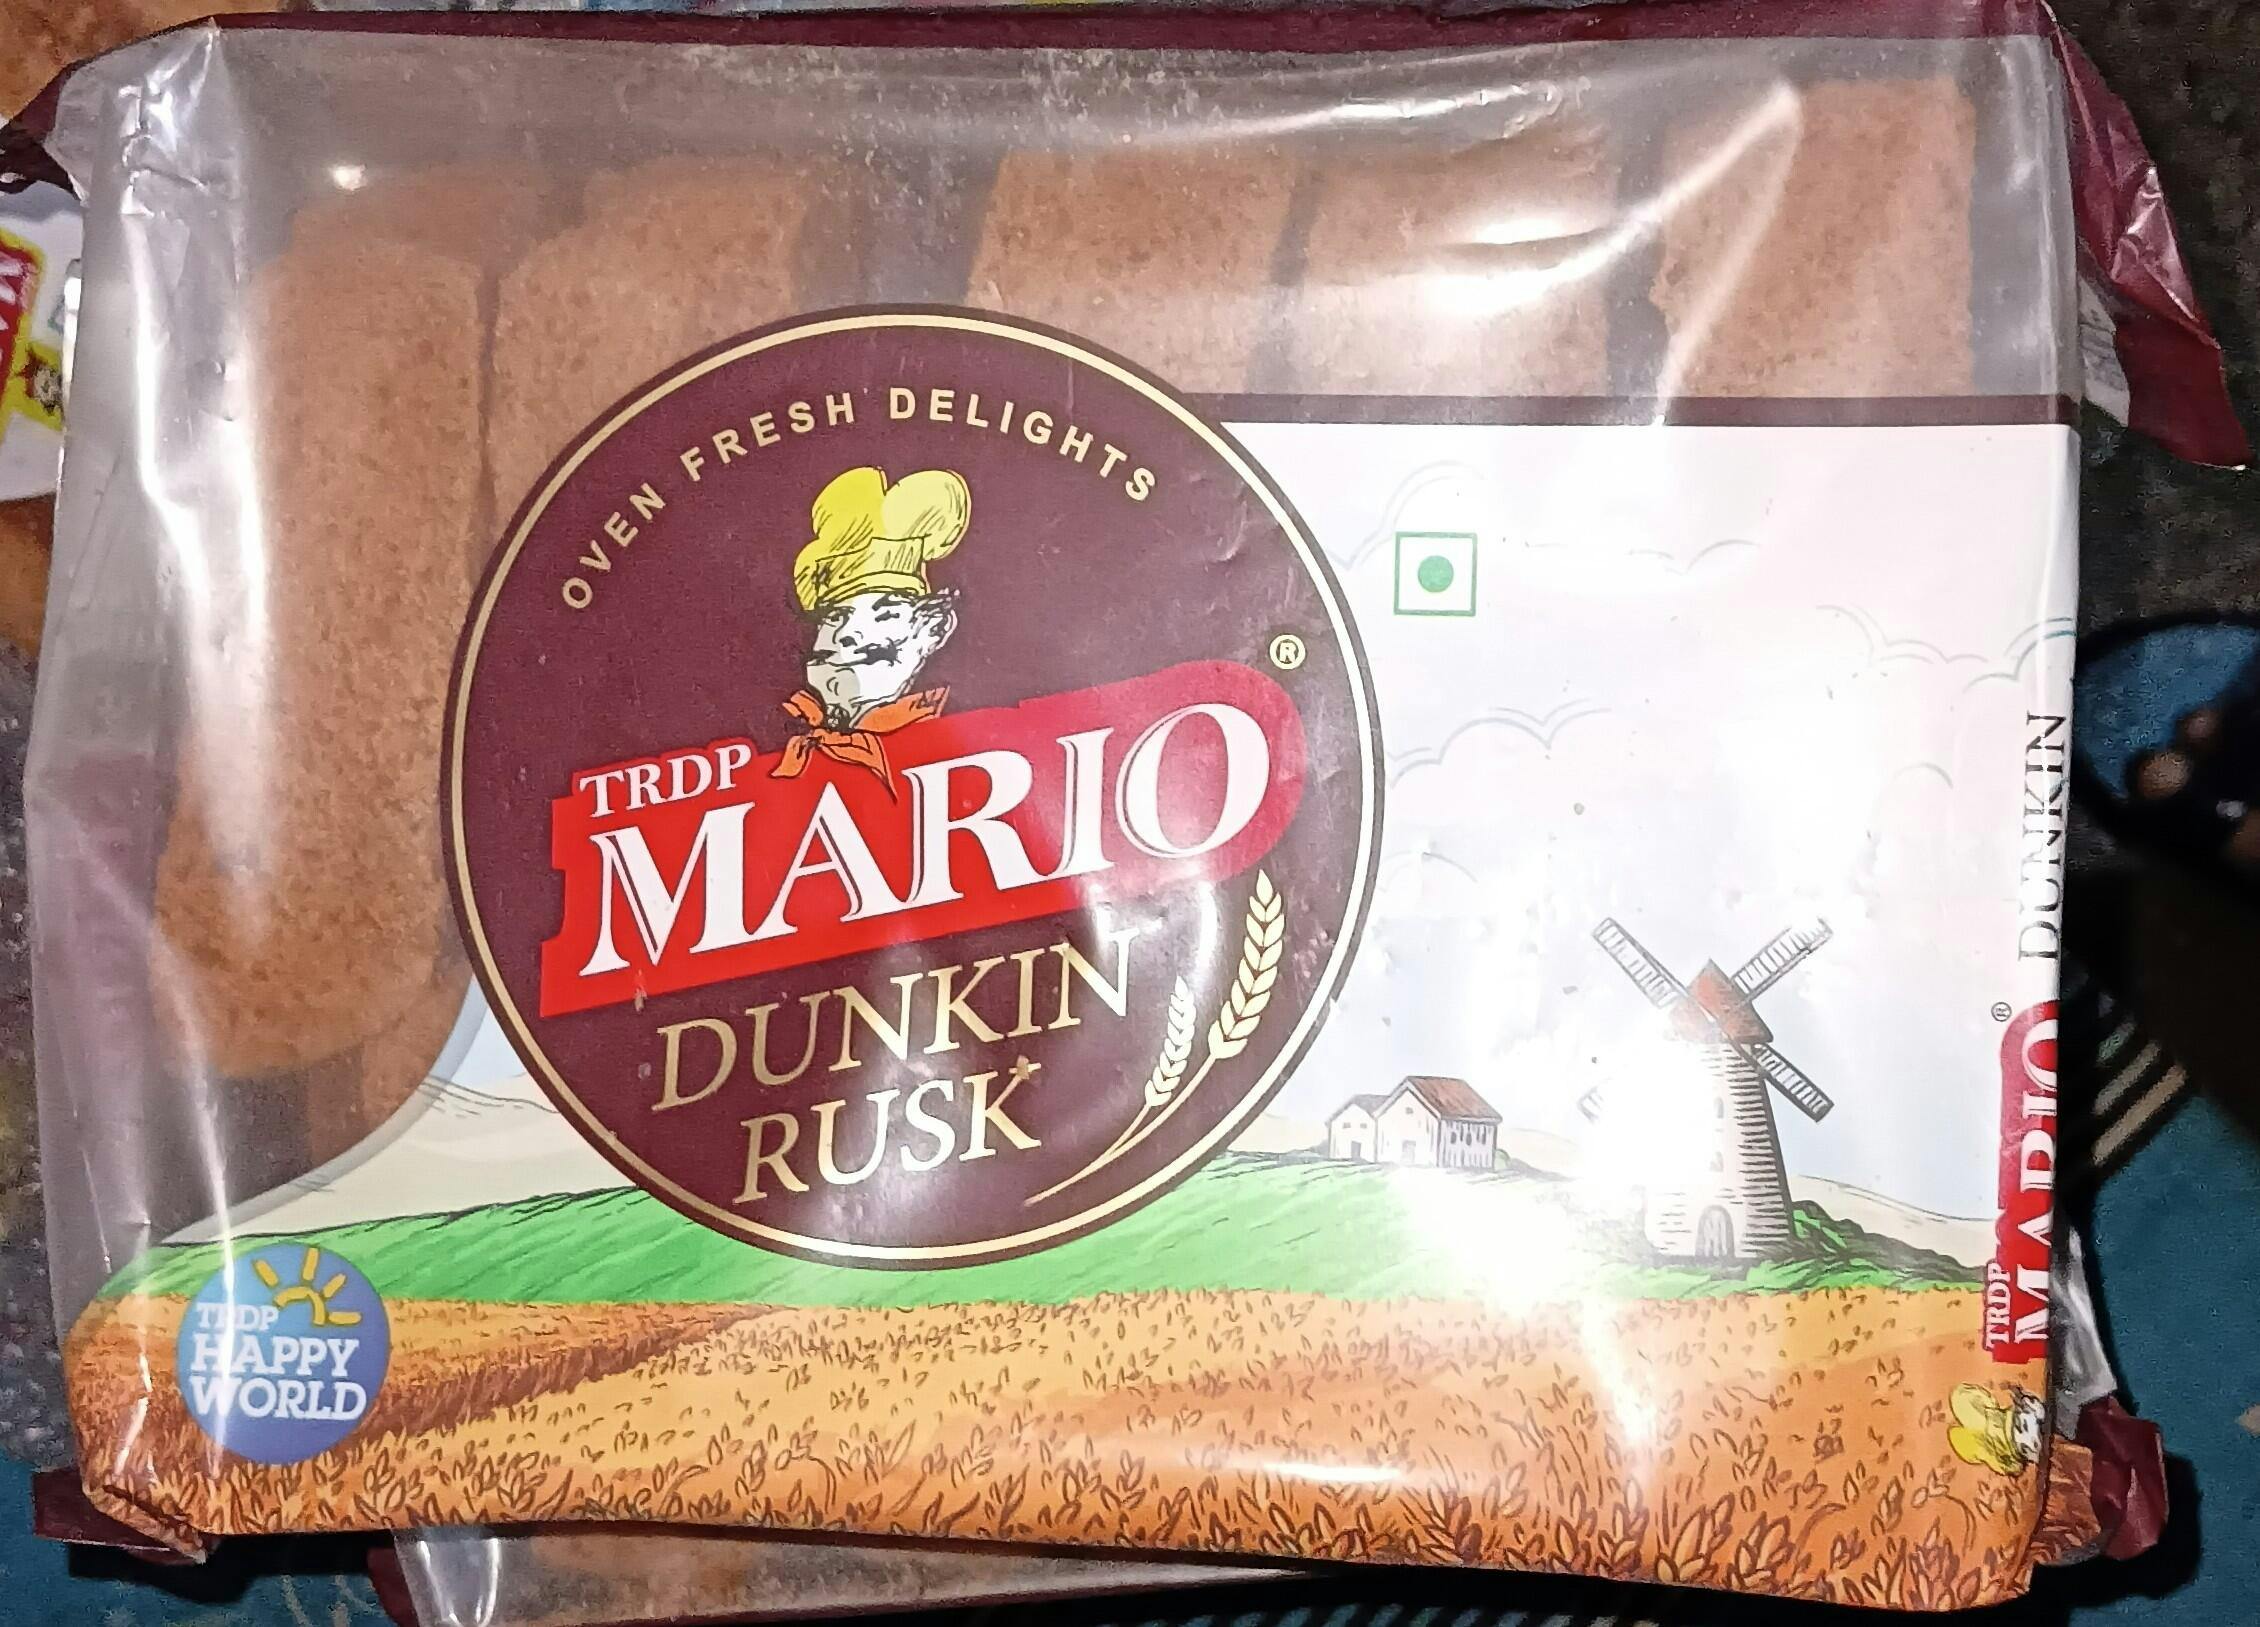 OVEN FRESH DELIGHTS
®
TRDP
MARIO
DUNKIN
RUSK
TRDP
HAPPY
WORLD
TRDP
MARIO® DUNKIN